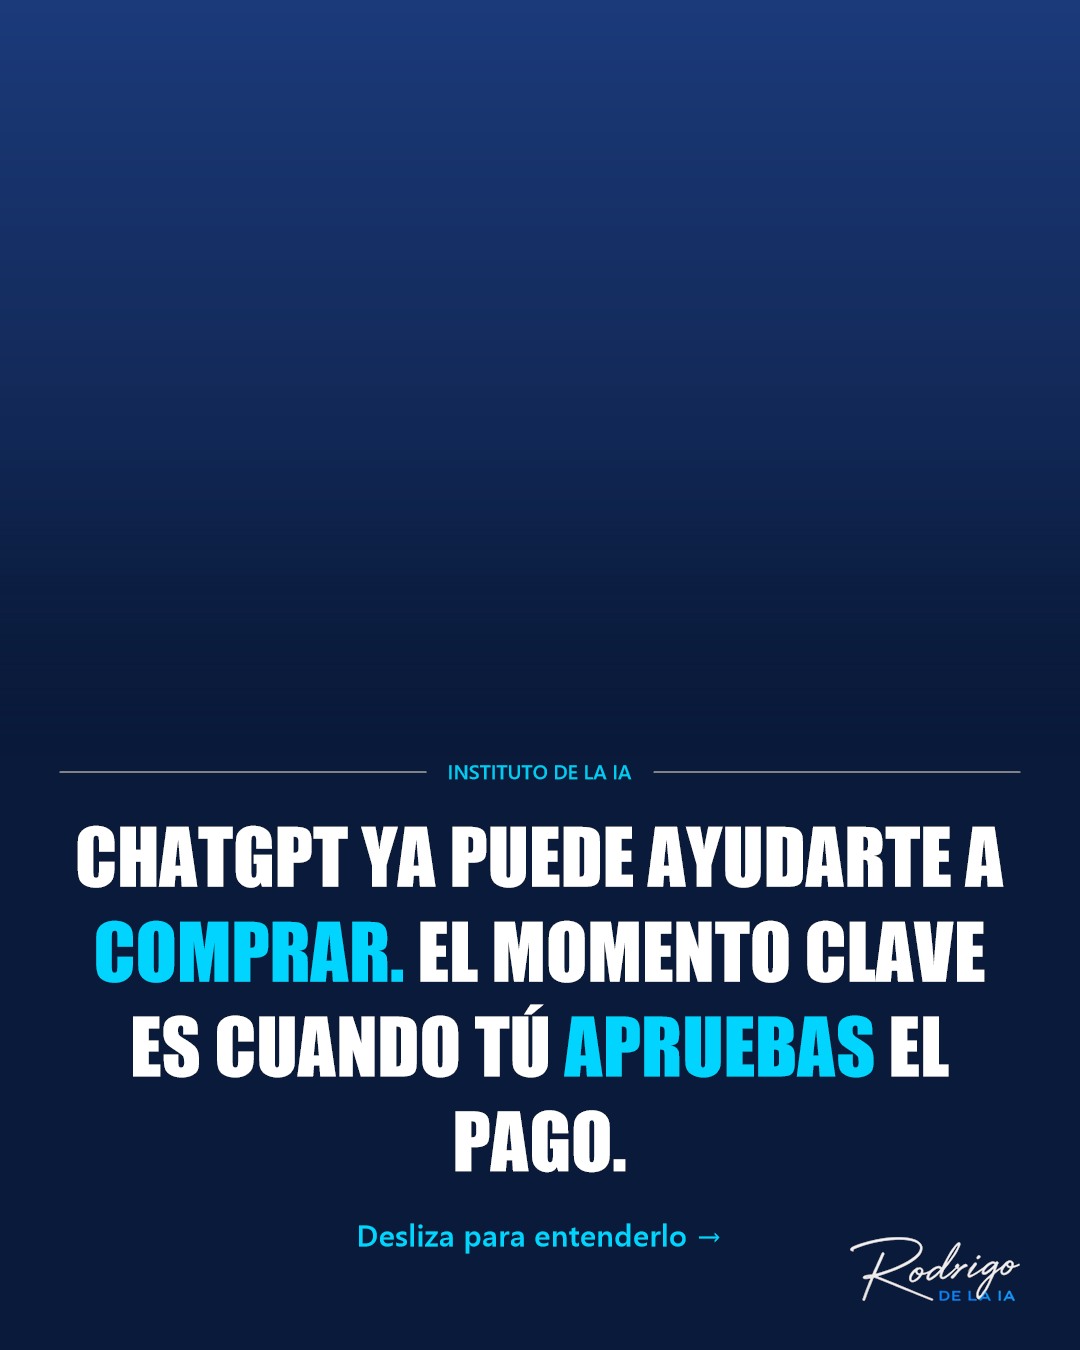 INSTITUTO DE LA IA
CHATGPT YA PUEDE AYUDARTE A
COMPRAR. EL MOMENTO CLAVE
ES CUANDO TÚ APRUEBAS EL
PAGO.
Desliza para entenderlo →
Rodrigo
DE LA IA